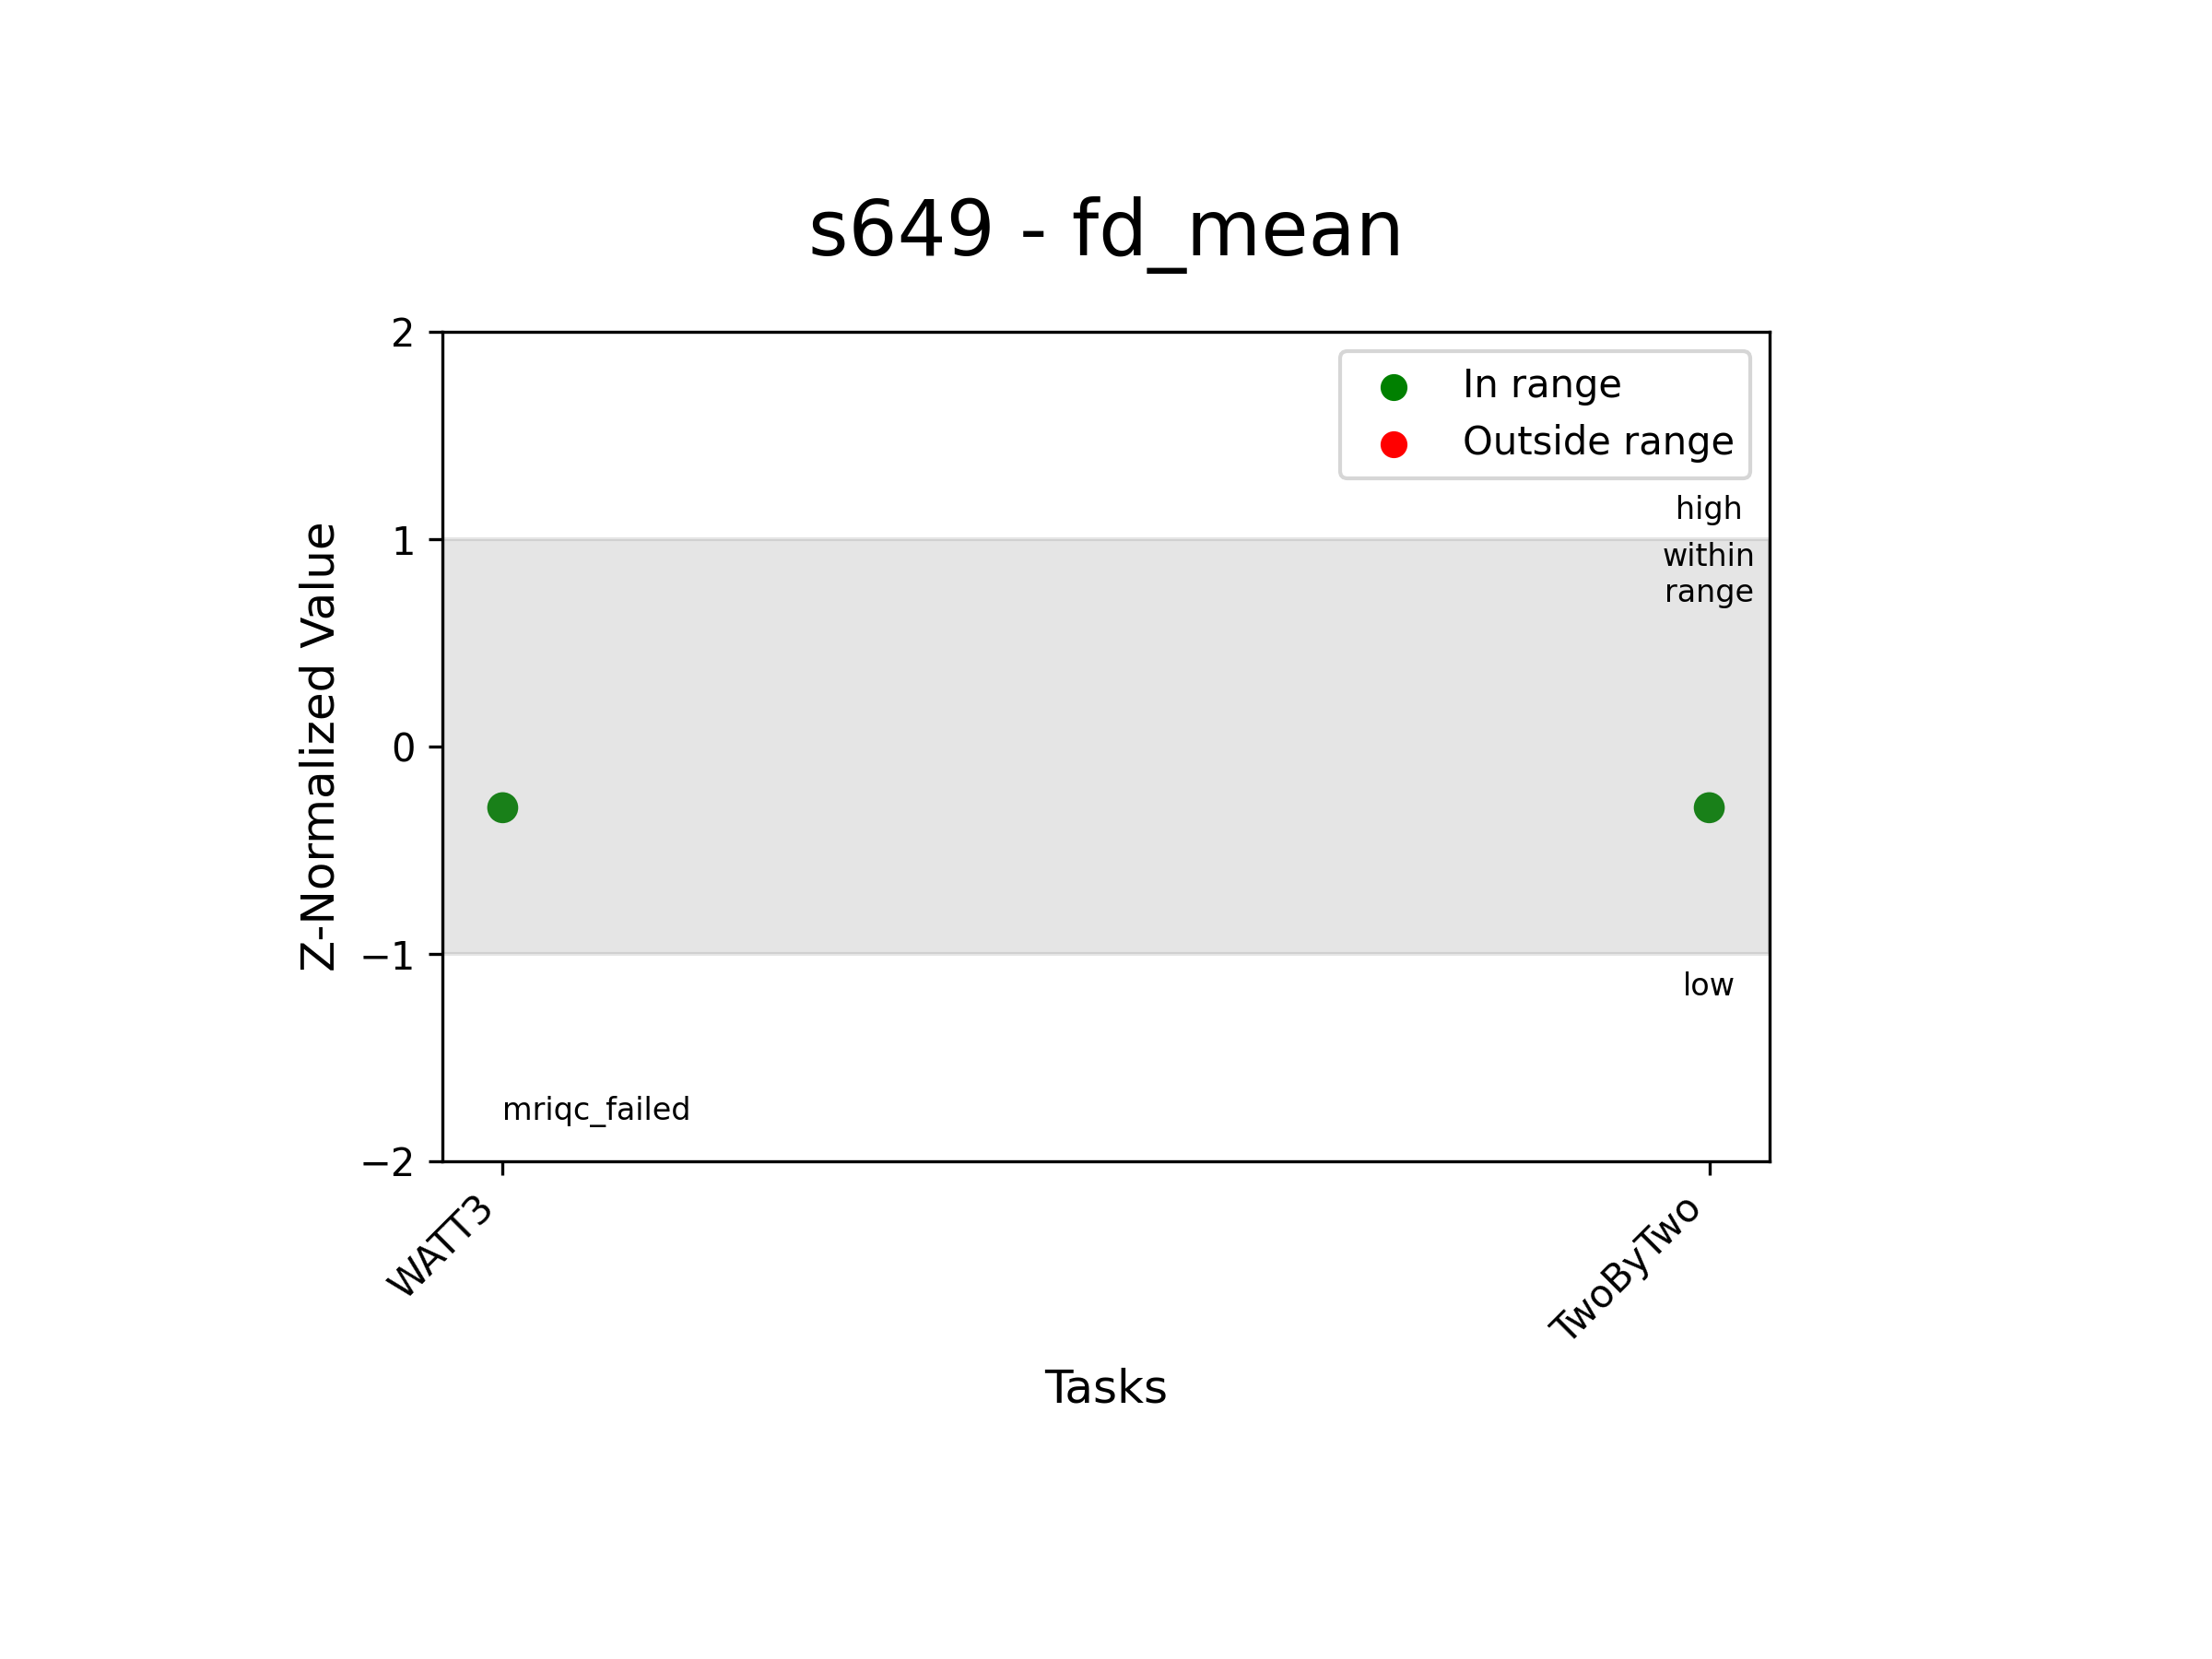 s649 - fd_mean
2
In range
Outside range
high
1
within
range
Z-Normalized Value
0
−1
low
mriqc_failed
−2
WATT3
TwoByTwo
Tasks